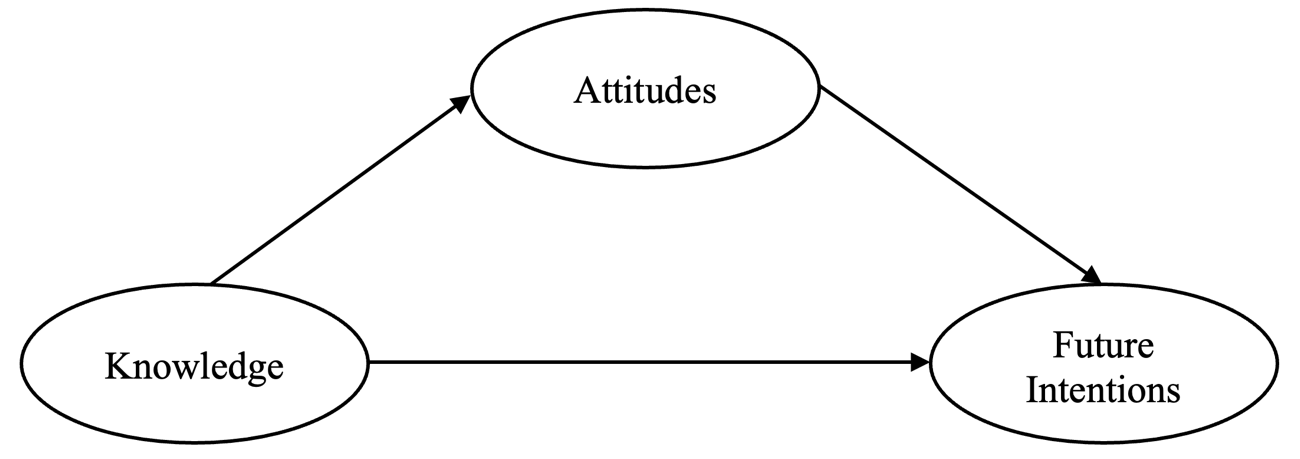 Attitudes
Knowledge
Future
Intentions